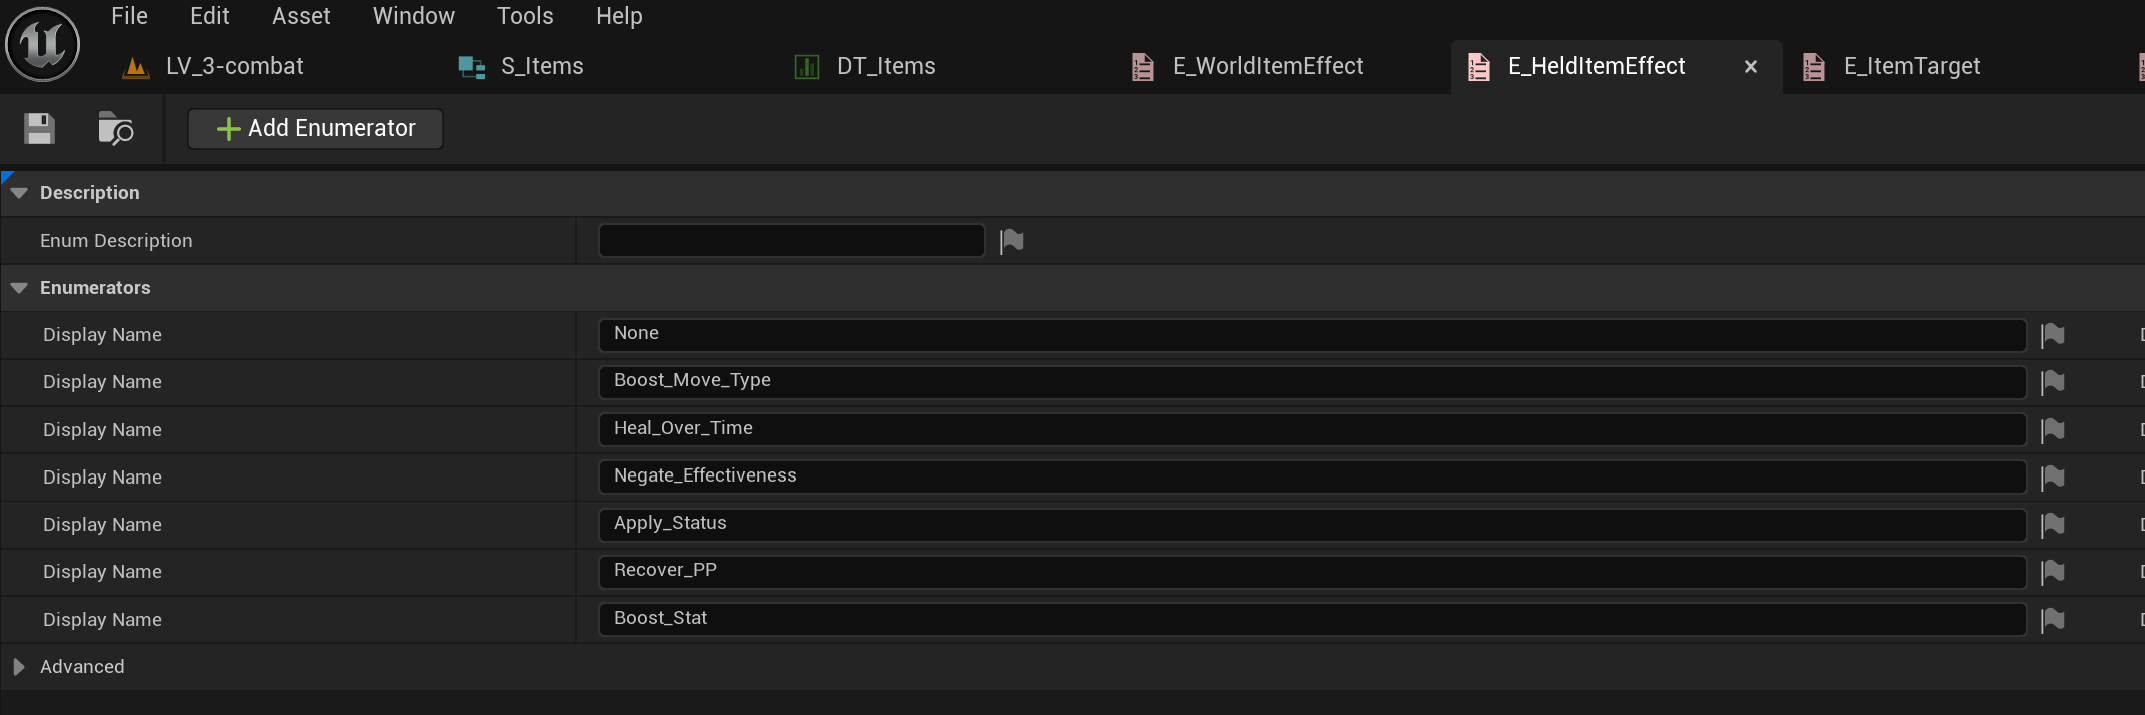 File Edit Asset Window Tools Help
LV_3-combat S_Items DT_Items E_WorldItemEffect E_HeldItemEffect E_ItemTarget
Add Enumerator
Description
Enum Description
Enumerators
Display Name None
Display Name Boost_Move_Type
Display Name Heal_Over_Time
Display Name Negate_Effectiveness
Display Name Apply_Status
Display Name Recover_PP
Display Name Boost_Stat
Advanced